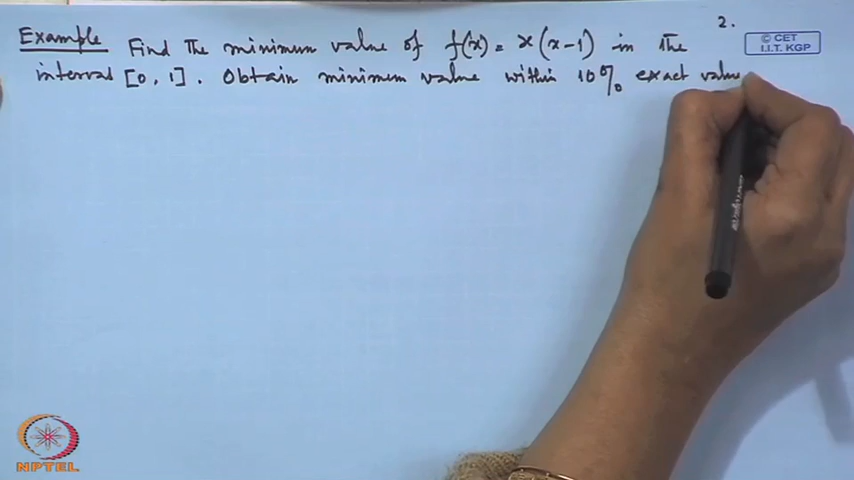 2.
© CET
I.I.T. KGP
Example Find The minimum value of f(x) = x(x-1) in The
interval [0, 1]. Obtain minimum value within 10% exact value
NPTEL